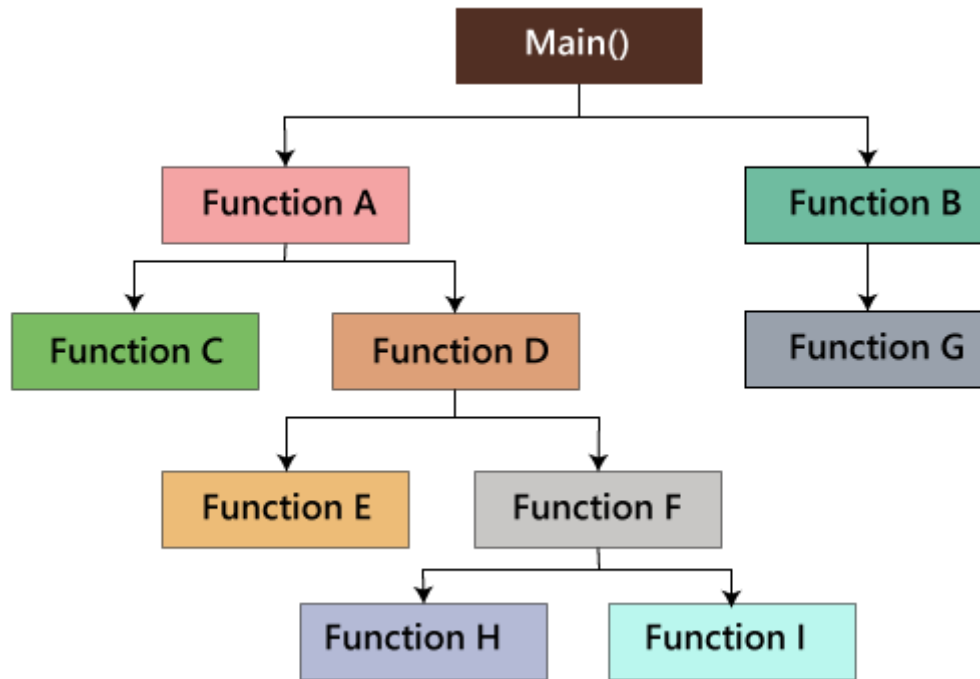 Main()
Function A
Function B
Function C
Function D
Function G
Function E
Function F
Function H
Function I